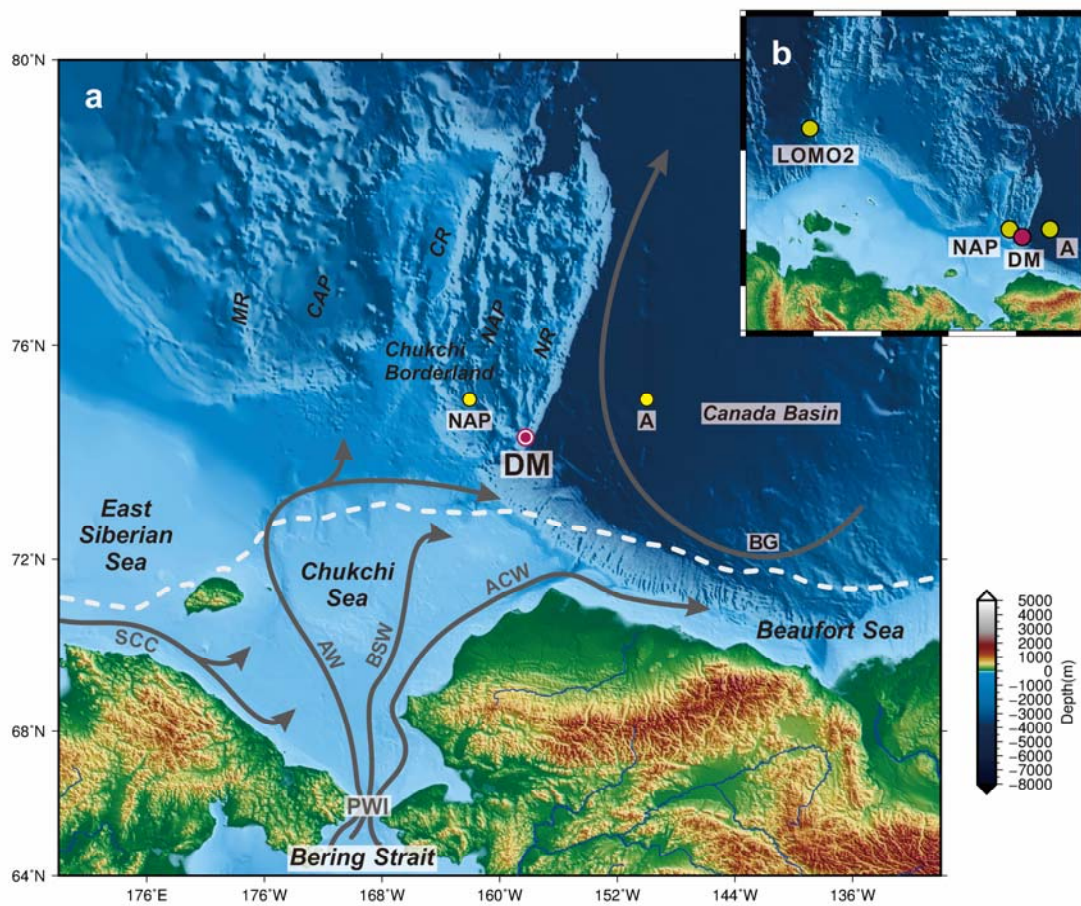 80°N
76°N
72°N
68°N
64°N
a
MR
CAP
CR
NAP
NR
Chukchi
Borderland
NAP
A
Canada Basin
DM
East
Siberian
Sea
Chukchi
Sea
BG
ACW
BSW
AW
SCC
Beaufort Sea
PWI
Bering Strait
176°E
176°W
168°W
160°W
152°W
144°W
136°W
b
LOMO2
NAP
DM
A
5000
4000
3000
2000
1000
0
−1000
−2000
−3000
−4000
−5000
−6000
−7000
−8000
Depth(m)